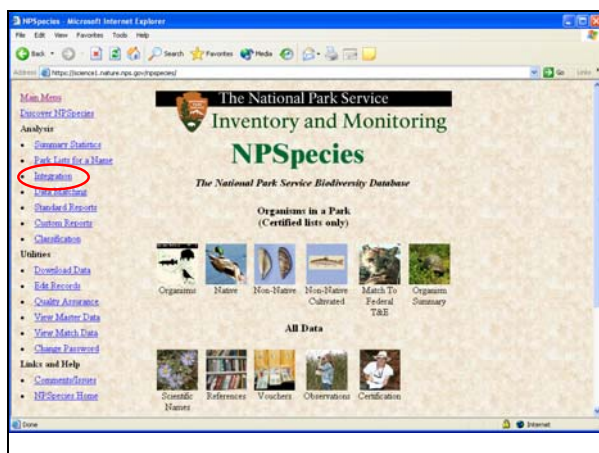 NPSpecies - Microsoft Internet Explorer
File Edit View Favorites Tools Help
Back Search Favorites Media
Address https://science1.nature.nps.gov/npspecies/ Go Links
Main Menu
Discover NPSpecies
Analysis
Summary Statistics
Park Lists for a Name
Integration
Data Matching
Standard Reports
Custom Reports
Classification
Utilities
Download Data
Edit Records
Quality Assurance
View Master Data
View Match Data
Change Password
Links and Help
Comments/Issues
NPSpecies Home
The National Park Service
Inventory and Monitoring
NPSpecies
The National Park Service Biodiversity Database
Organisms in a Park
(Certified lists only)
Organisms Native Non-Native Non-Native Match To Organism
Cultivated Federal Summary
T&E
All Data
Scientific References Vouchers Observations Certification
Names
Done Internet